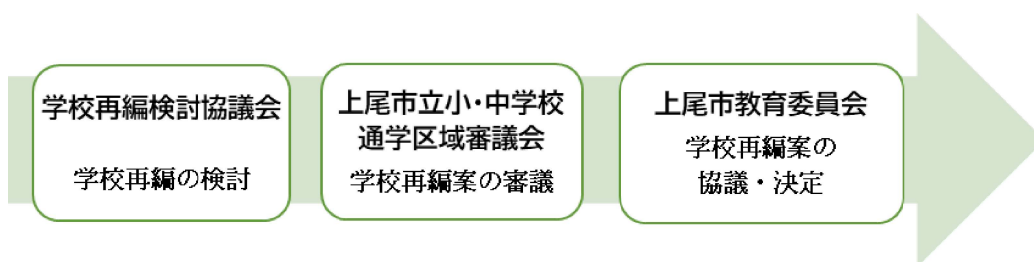 学校再編検討協議会
学校再編の検討
上尾市立小・中学校
通学区域審議会
学校再編案の審議
上尾市教育委員会
学校再編案の
協議・決定